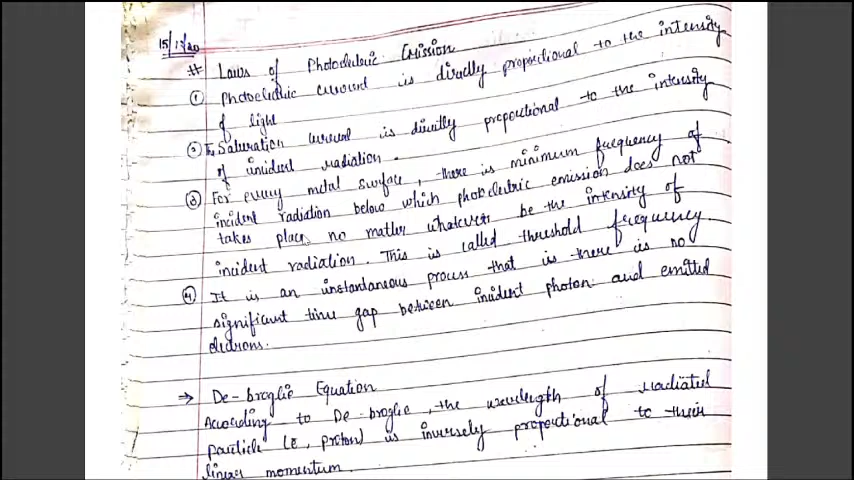 15/12/20
# Laws of Photoelectric Emission
① Photoelectric current is directly proportional to the intensity
of light
② The Saturation current is directly proportional to the intensity
of incident radiation.
③ For every metal surface, there is minimum frequency of
incident radiation below which photoelectric emission does not
takes place, no matter whatever be the intensity of
incident radiation. This is called threshold frequency
④ It is an instantaneous process that is there is no
significant time gap between incident photon and emitted
electrons.
→ De-broglie Equation
According to De-broglie, the wavelength of radiated
particle (e⁻, proton) is inversely proportional to their
linear momentum.